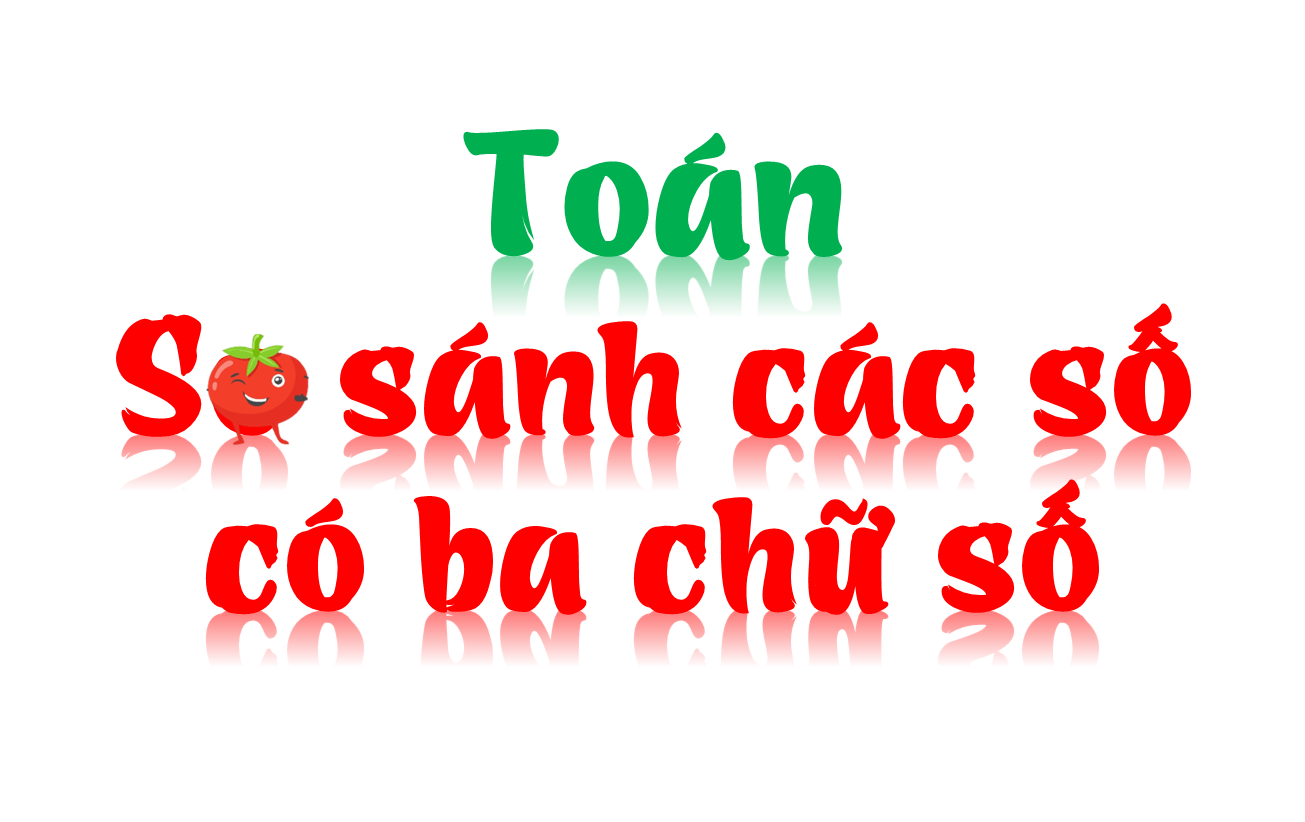 Toán
So sánh các số
có ba chữ số